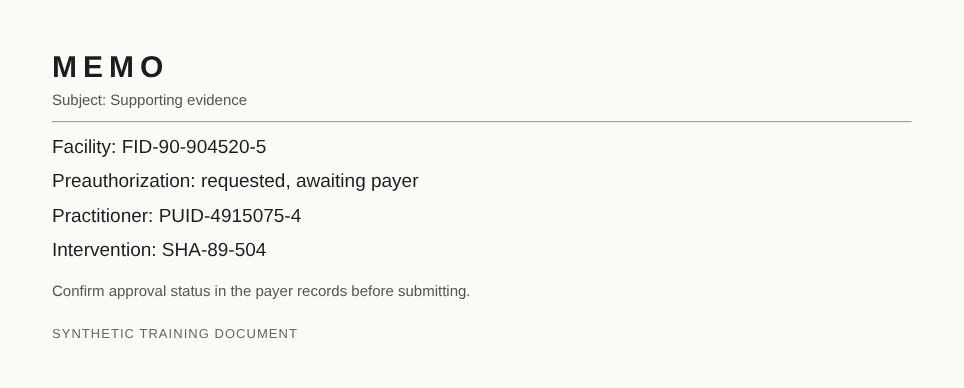 MEMO
Subject: Supporting evidence
Facility: FID-90-904520-5
Preauthorization: requested, awaiting payer
Practitioner: PUID-4915075-4
Intervention: SHA-89-504
Confirm approval status in the payer records before submitting.
SYNTHETIC TRAINING DOCUMENT